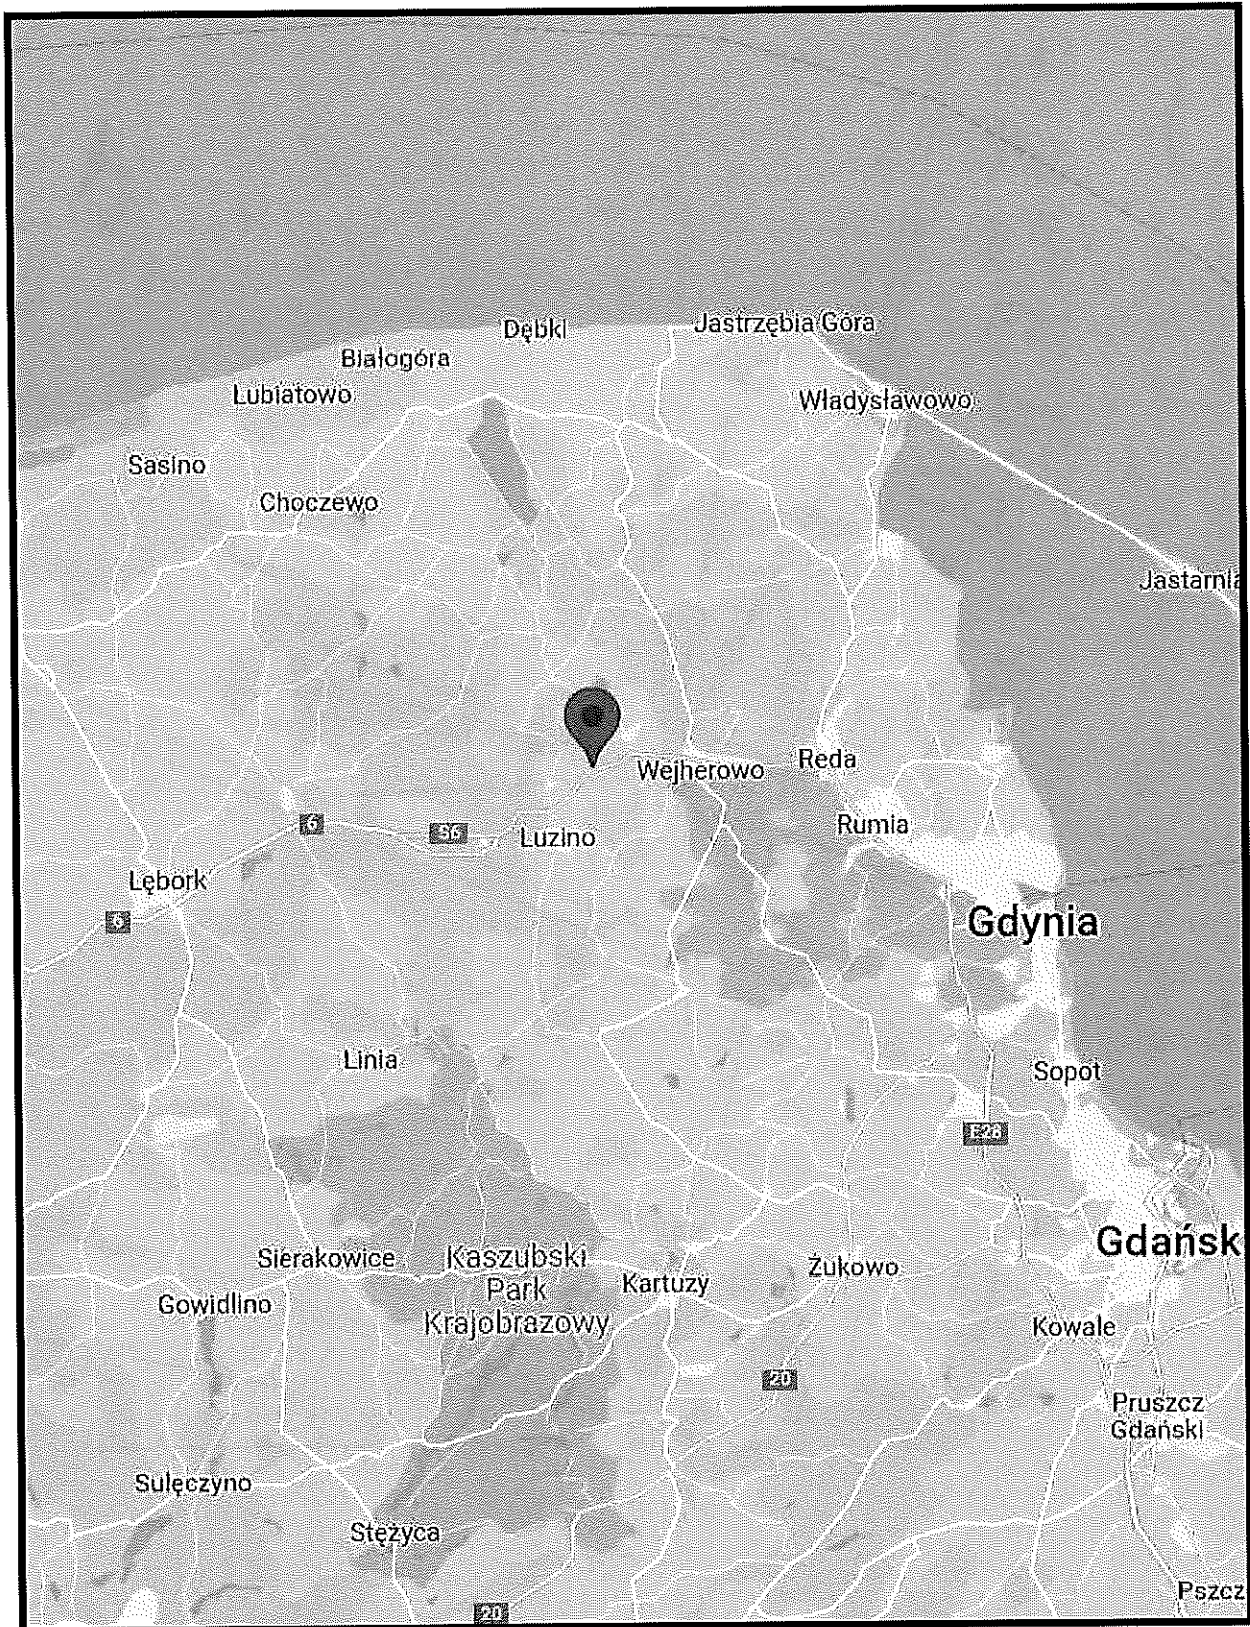 Dębki
Jastrzębia Góra
Białogóra
Lubiatowo
Władysławowo
Sasino
Choczewo
Jastarnia
Wejherowo
Reda
6
S6
Luzino
Rumia
Lębork
6
Gdynia
Linia
Sopot
E28
Gdańsk
Sierakowice
Kaszubski
Park
Krajobrazowy
Kartuzy
Żukowo
Gowidlino
Kowale
20
Pruszcz
Gdański
Sulęczyno
Stężyca
Pszcz
20